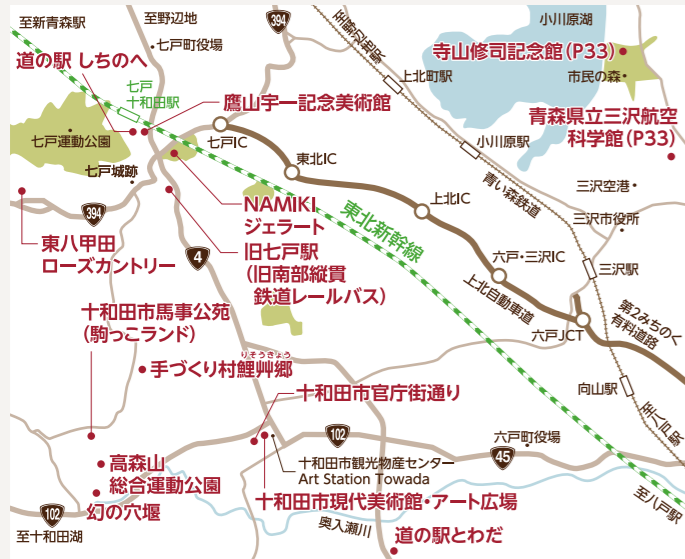 至新青森駅
至野辺地
394
七戸町役場
道の駅 しちのへ
七戸
十和田駅
鷹山宇一記念美術館
七戸運動公園
七戸城跡
七戸IC
NAMIKI
ジェラート
394
東八甲田
ローズカントリー
旧七戸駅
（旧南部縦貫
鉄道レールバス）
4
東北IC
上北IC
東北新幹線
至野辺地駅
上北町駅
小川原湖
寺山修司記念館（P33）
市民の森
青森県立三沢航空
科学館（P33）
小川原駅
青い森鉄道
三沢空港
三沢市役所
三沢駅
六戸・三沢IC
上北自動車道
六戸JCT
第2みちのく
有料道路
向山駅
至八戸駅
至八戸駅
十和田市馬事公苑
（駒っこランド）
りそうきょう
手づくり村鯉艸郷
十和田市官庁街通り
102
六戸町役場
45
十和田市観光物産センター
Art Station Towada
高森山
総合運動公園
幻の穴堰
十和田市現代美術館・アート広場
102
至十和田湖
奥入瀬川
道の駅とわだ